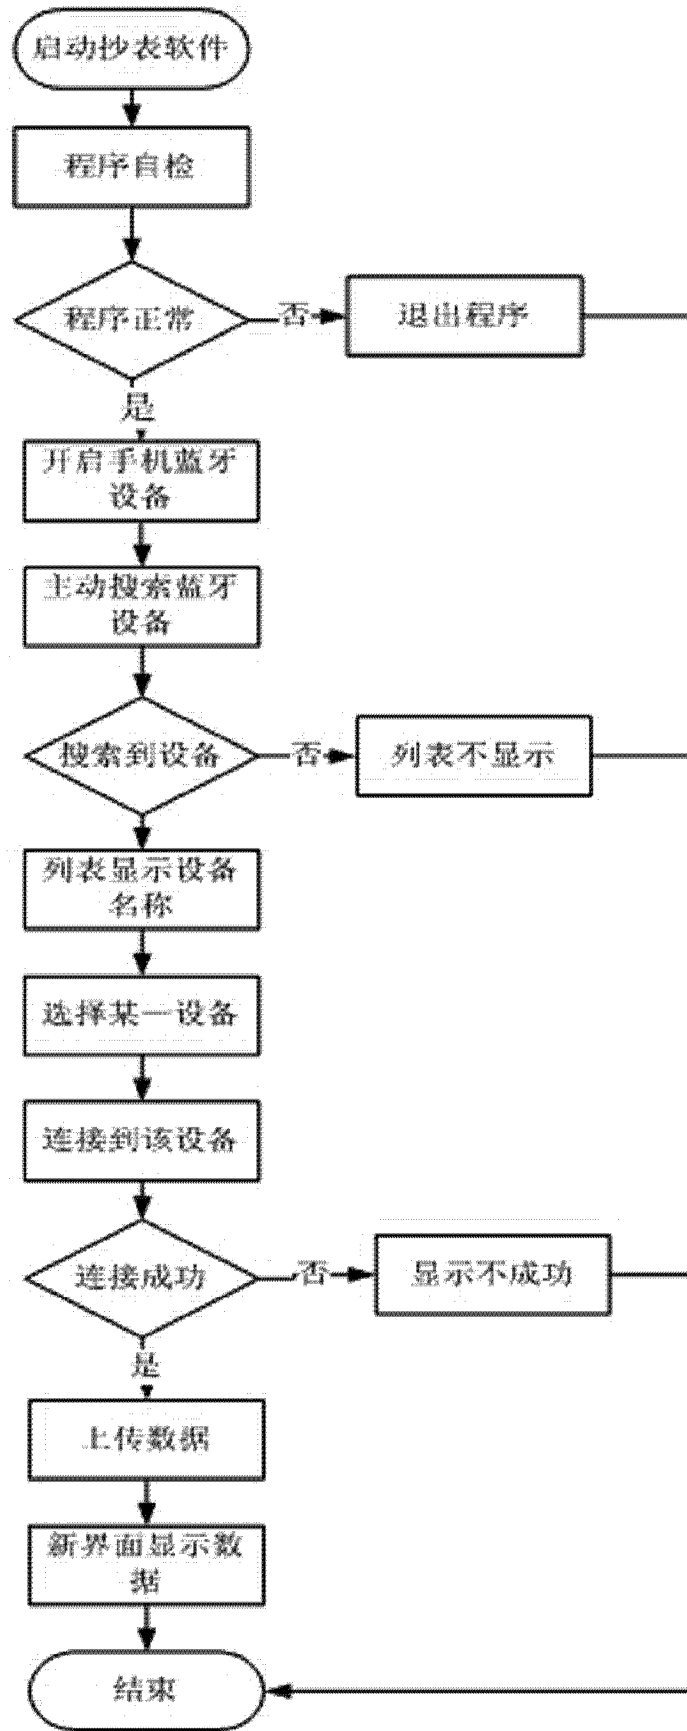 启动抄表软件
程序自检
程序正常
否
退出程序
是
开启手机蓝牙
设备
主动搜索蓝牙
设备
搜索到设备
否
列表不显示
列表显示设备
名称
选择某一设备
连接到该设备
连接成功
否
显示不成功
是
上传数据
新界面显示数
据
结束